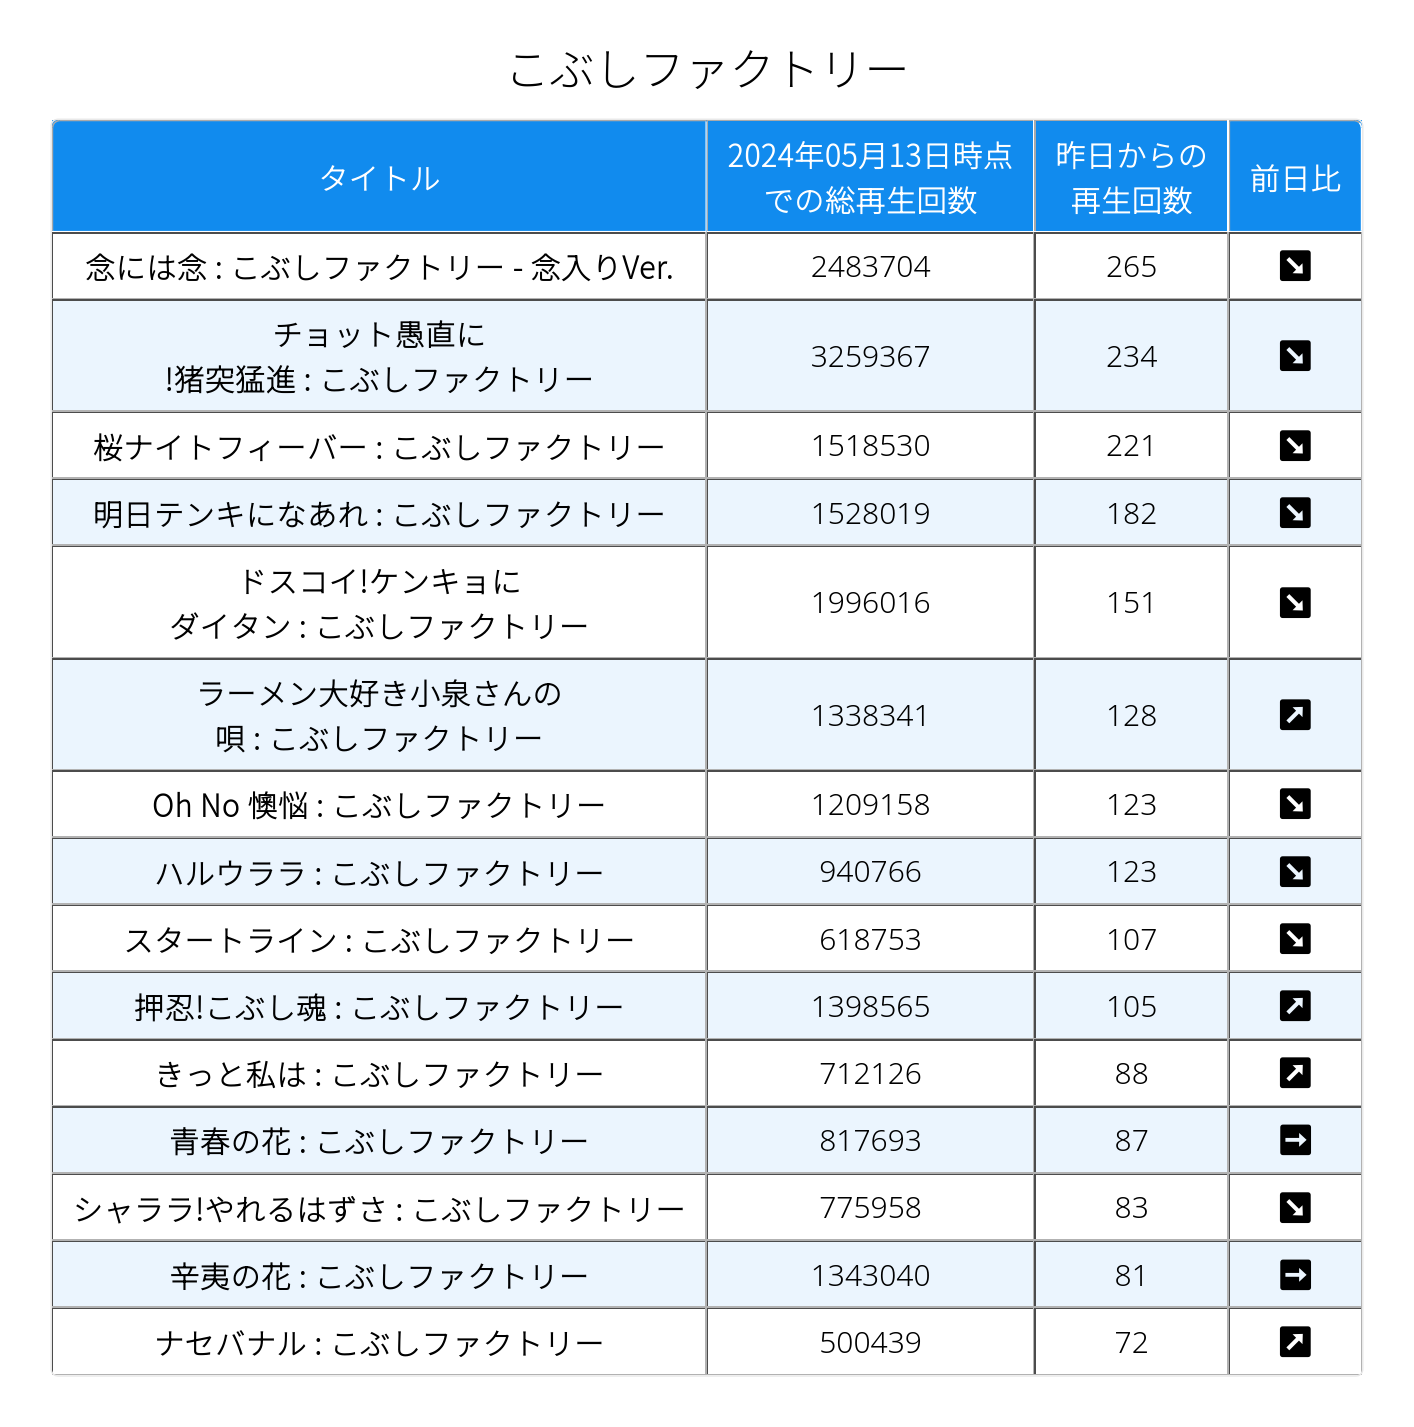 こぶしファクトリー
タイトル
2024年05月13日時点
での総再生回数
昨日からの
再生回数
前日比
念には念 : こぶしファクトリー - 念入りVer.
2483704
265
チョット愚直に
!猪突猛進 : こぶしファクトリー
3259367
234
桜ナイトフィーバー : こぶしファクトリー
1518530
221
明日テンキになあれ : こぶしファクトリー
1528019
182
ドスコイ!ケンキョに
ダイタン : こぶしファクトリー
1996016
151
ラーメン大好き小泉さんの
唄 : こぶしファクトリー
1338341
128
Oh No 懊悩 : こぶしファクトリー
1209158
123
ハルウララ : こぶしファクトリー
940766
123
スタートライン : こぶしファクトリー
618753
107
押忍!こぶし魂 : こぶしファクトリー
1398565
105
きっと私は : こぶしファクトリー
712126
88
青春の花 : こぶしファクトリー
817693
87
シャララ!やれるはずさ : こぶしファクトリー
775958
83
辛夷の花 : こぶしファクトリー
1343040
81
ナセバナル : こぶしファクトリー
500439
72